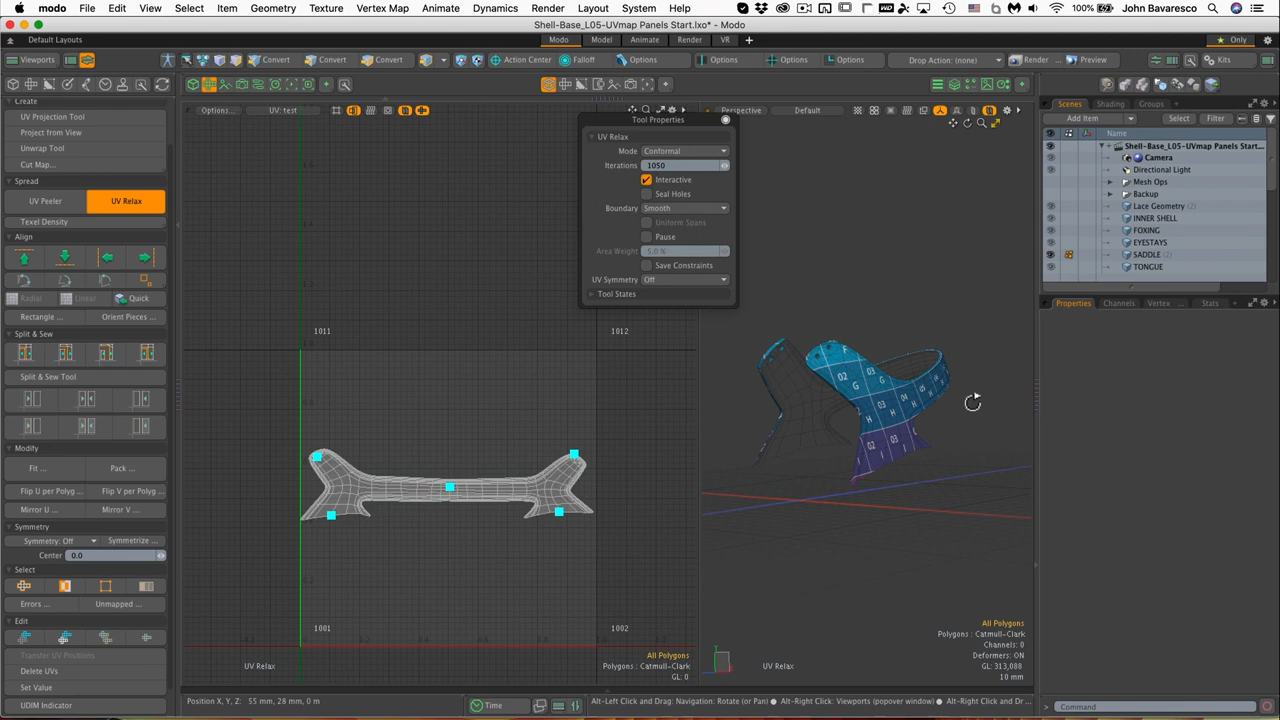 modo File Edit View Select Item Geometry Texture Vertex Map Animate Dynamics Render Layout System Help 100% John Bavaresco
Shell-Base_L05-UVmap Panels Start.lxo* - Modo
Default Layouts Modo Model Animate Render VR Only
Viewports Convert Convert Convert Action Center Falloff Options Options Options Options Drop Action: (none) Render ... Preview Kits
Options... UV: test Perspective Default
Create
UV Projection Tool
Project from View
Unwrap Tool
Cut Map...
Spread
UV Peeler UV Relax
Texel Density
Align
Radial Linear Quick
Rectangle ... Orient Pieces ...
Split & Sew
Split & Sew Tool
Modify
Fit ... Pack ...
Flip U per Polyg ... Flip V per Polyg ...
Mirror U ... Mirror V ...
Symmetry
Symmetry: Off Symmetrize ...
Center 0.0
Select
Errors ... Unmapped ...
Edit
Transfer UV Positions
Delete UVs
Set Value
UDIM Indicator
Tool Properties
UV Relax
Mode Conformal
Iterations 1050
Interactive
Seal Holes
Boundary Smooth
Uniform Spans
Pause
Area Weight 5.0 %
Save Constraints
UV Symmetry Off
Tool States
1011 1012
1001 1002
All Polygons
Polygons : Catmull-Clark
GL: 0
UV Relax
All Polygons
Polygons : Catmull-Clark
Channels: 0
Deformers: ON
GL: 313,088
10 mm
UV Relax
Scenes Shading Groups
Add Item Select Filter
Name
Shell-Base_L05-UVmap Panels Start...
Camera
Directional Light
Mesh Ops
Backup
Lace Geometry (2)
INNER SHELL
FOXING
EYESTAYS
SADDLE (2)
TONGUE
Properties Channels Vertex ... Stats
Position X, Y, Z: 55 mm, 28 mm, 0 m Time Alt-Left Click and Drag: Navigation: Rotate (or Pan) ● Alt-Right Click: Viewports (popover window) ● Alt-Right Click and Dr
Command